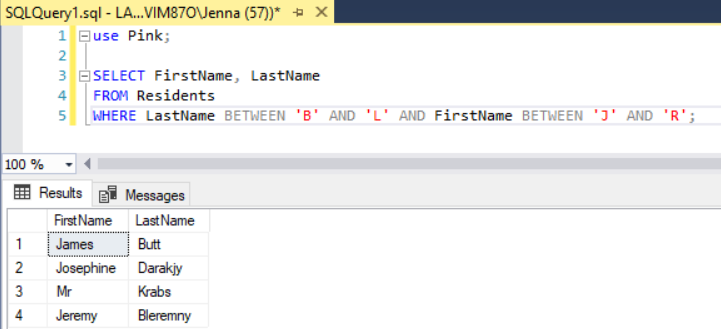 SQLQuery1.sql - LA...VIM87O\Jenna (57))*
1 use Pink;
2
3 SELECT FirstName, LastName
4 FROM Residents
5 WHERE LastName BETWEEN 'B' AND 'L' AND FirstName BETWEEN 'J' AND 'R';
100 %
Results Messages
FirstName LastName
1 James Butt
2 Josephine Darakjy
3 Mr Krabs
4 Jeremy Bleremny